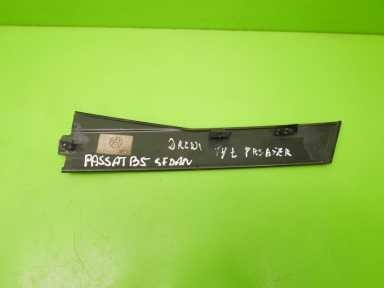 DRZWI
PASSAT B5 SEDAN TYŁ PRAWE